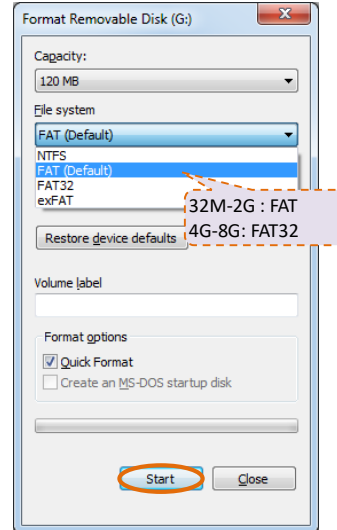 Format Removable Disk (G:)
Capacity:
120 MB
File system
FAT (Default)
NTFS
FAT (Default)
FAT32
exFAT
32M-2G : FAT
4G-8G: FAT32
Restore device defaults
Volume label
Format options
Quick Format
Create an MS-DOS startup disk
Start
Close